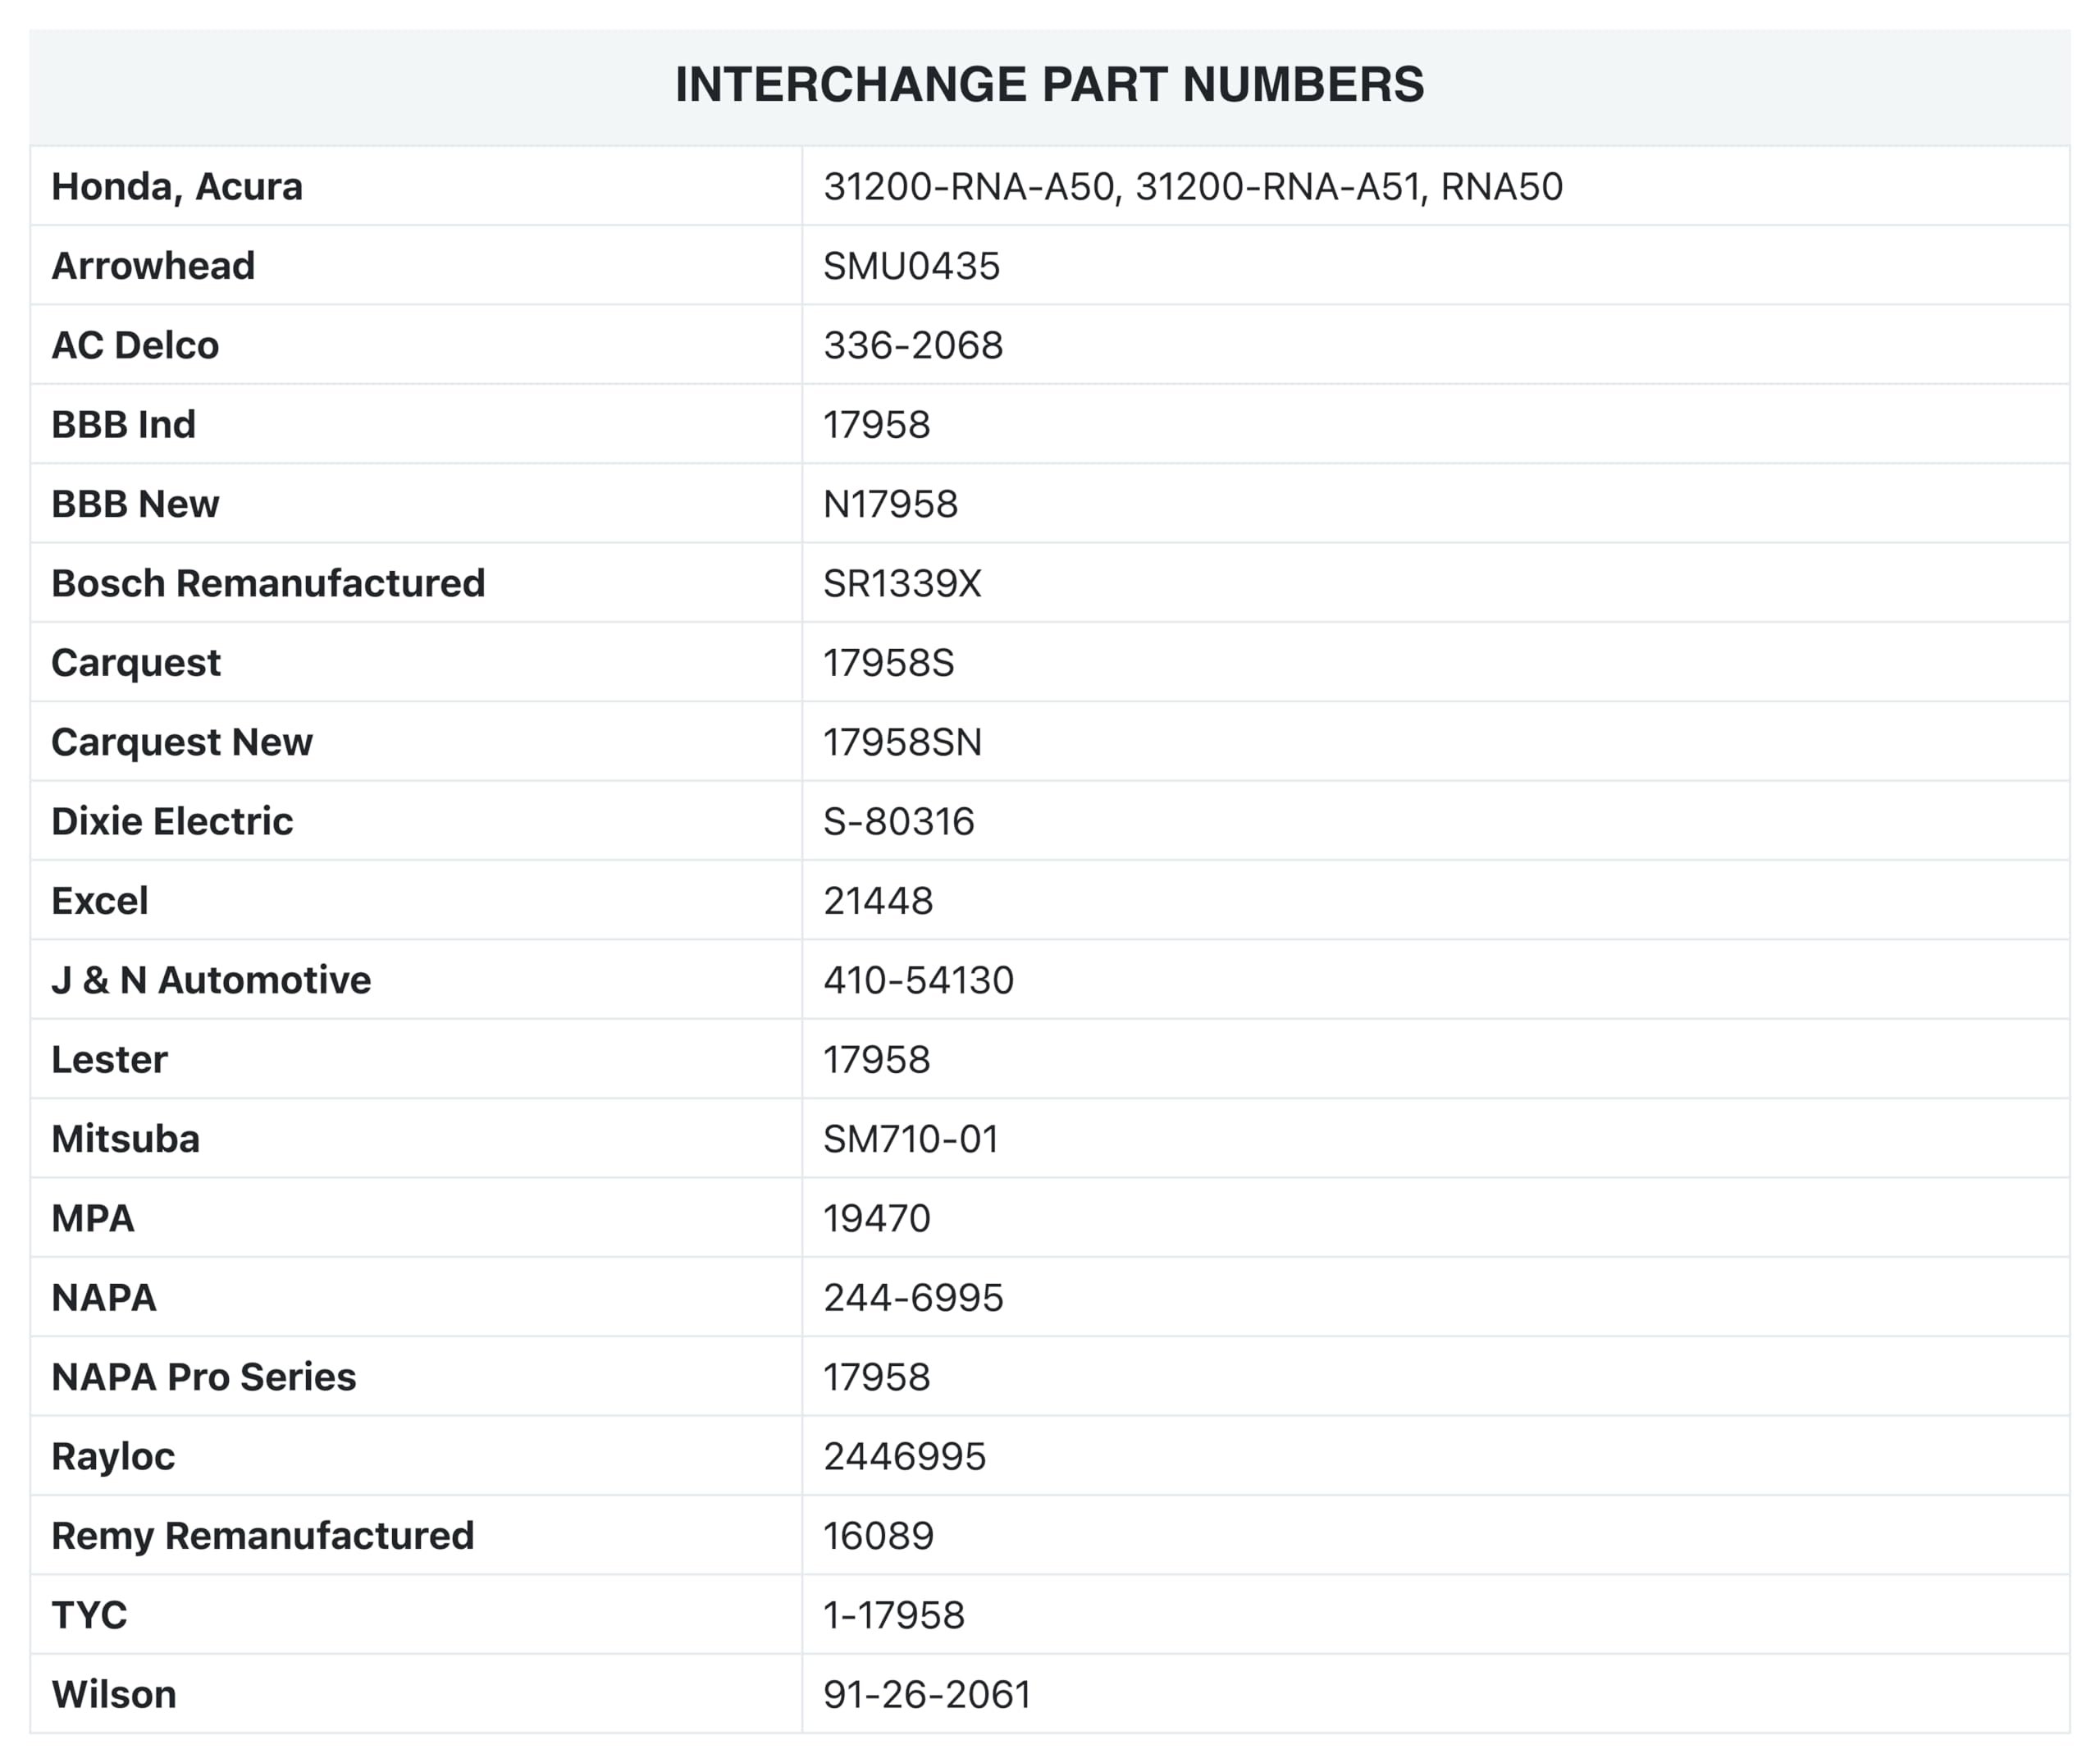 INTERCHANGE PART NUMBERS
Honda, Acura 31200-RNA-A50, 31200-RNA-A51, RNA50
Arrowhead SMU0435
AC Delco 336-2068
BBB Ind 17958
BBB New N17958
Bosch Remanufactured SR1339X
Carquest 17958S
Carquest New 17958SN
Dixie Electric S-80316
Excel 21448
J & N Automotive 410-54130
Lester 17958
Mitsuba SM710-01
MPA 19470
NAPA 244-6995
NAPA Pro Series 17958
Rayloc 2446995
Remy Remanufactured 16089
TYC 1-17958
Wilson 91-26-2061